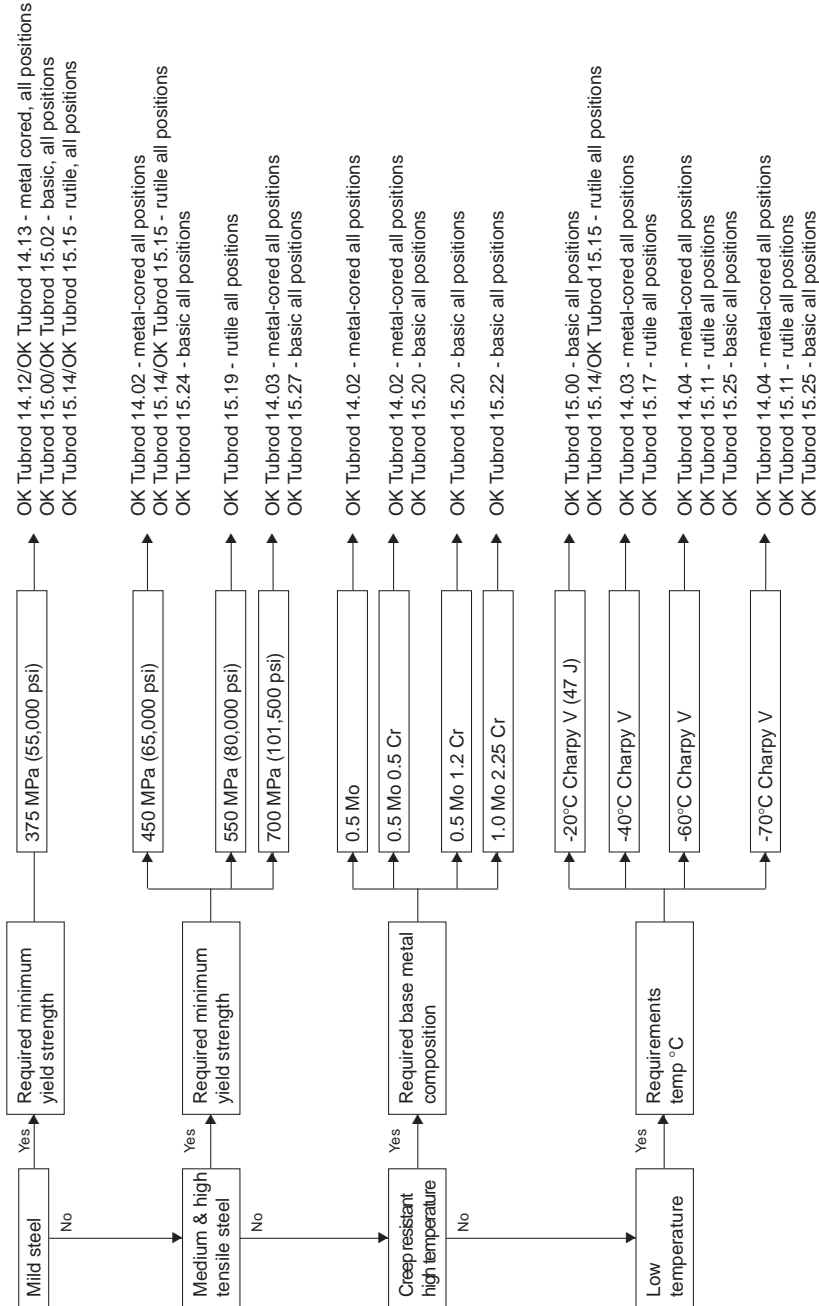 Mild steel
Yes
Required minimum
yield strength
375 MPa (55,000 psi)
OK Tubrod 14.12/OK Tubrod 14.13 - metal cored, all positions
OK Tubrod 15.00/OK Tubrod 15.02 - basic, all positions
OK Tubrod 15.14/OK Tubrod 15.15 - rutile, all positions
No
Medium & high
tensile steel
Yes
Required minimum
yield strength
450 MPa (65,000 psi)
OK Tubrod 14.02 - metal-cored all positions
OK Tubrod 15.14/OK Tubrod 15.15 - rutile all positions
OK Tubrod 15.24 - basic all positions
550 MPa (80,000 psi)
OK Tubrod 15.19 - rutile all positions
700 MPa (101,500 psi)
OK Tubrod 14.03 - metal-cored all positions
OK Tubrod 15.27 - basic all positions
No
Creep resistant
high temperature
Yes
Required base metal
composition
0.5 Mo
OK Tubrod 14.02 - metal-cored all positions
0.5 Mo 0.5 Cr
OK Tubrod 14.02 - metal-cored all positions
OK Tubrod 15.20 - basic all positions
0.5 Mo 1.2 Cr
OK Tubrod 15.20 - basic all positions
1.0 Mo 2.25 Cr
OK Tubrod 15.22 - basic all positions
No
Low
temperature
Yes
Requirements
temp °C
-20°C Charpy V (47 J)
OK Tubrod 15.00 - basic all positions
OK Tubrod 15.14/OK Tubrod 15.15 - rutile all positions
-40°C Charpy V
OK Tubrod 14.03 - metal-cored all positions
OK Tubrod 15.17 - rutile all positions
-60°C Charpy V
OK Tubrod 14.04 - metal-cored all positions
OK Tubrod 15.11 - rutile all positions
OK Tubrod 15.25 - basic all positions
-70°C Charpy V
OK Tubrod 14.04 - metal-cored all positions
OK Tubrod 15.11 - rutile all positions
OK Tubrod 15.25 - basic all positions